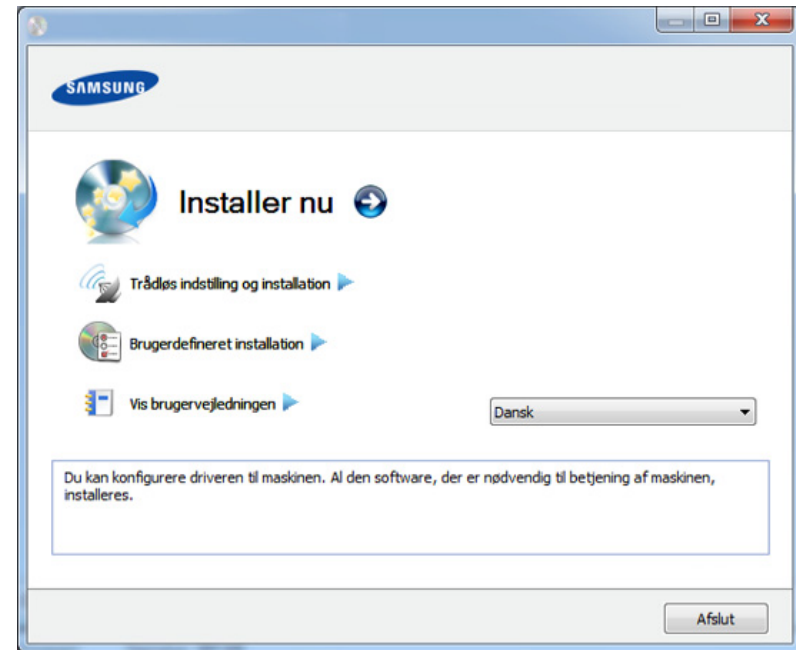 SAMSUNG
Installer nu
Trådløs indstilling og installation
Brugerdefineret installation
Vis brugervejledningen
Dansk
Du kan konfigurere driveren til maskinen. Al den software, der er nødvendig til betjening af maskinen,
installeres.
Afslut